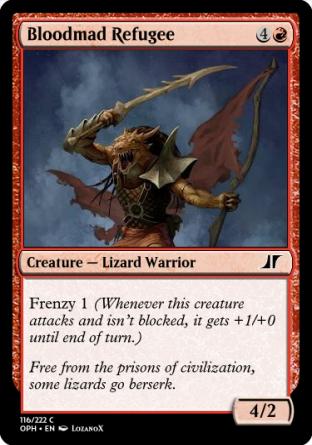 Bloodmad Refugee 4
Creature — Lizard Warrior
Frenzy 1 (Whenever this creature
attacks and isn't blocked, it gets +1/+0
until end of turn.)
Free from the prisons of civilization,
some lizards go berserk.
4/2
116/222 C
OPH • EN LozanoX